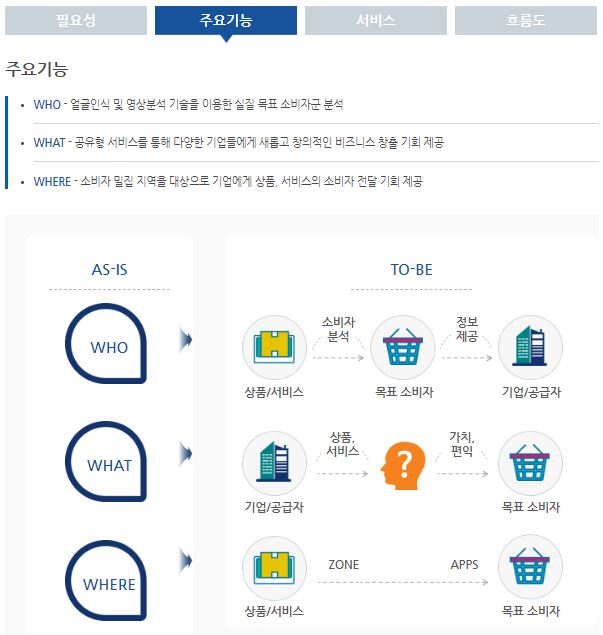 필요성 주요기능 서비스 흐름도
주요기능
• WHO - 얼굴인식 및 영상분석 기술을 이용한 실질 목표 소비자군 분석
• WHAT - 공유형 서비스를 통해 다양한 기업들에게 새롭고 창의적인 비즈니스 창출 기회 제공
• WHERE - 소비자 밀집 지역을 대상으로 기업에게 상품, 서비스의 소비자 전달 기회 제공
AS-IS
TO-BE
WHO
소비자
분석
정보
제공
상품/서비스
목표 소비자
기업/공급자
WHAT
상품,
서비스
?
가치,
편익
기업/공급자
목표 소비자
WHERE
ZONE
APPS
상품/서비스
목표 소비자